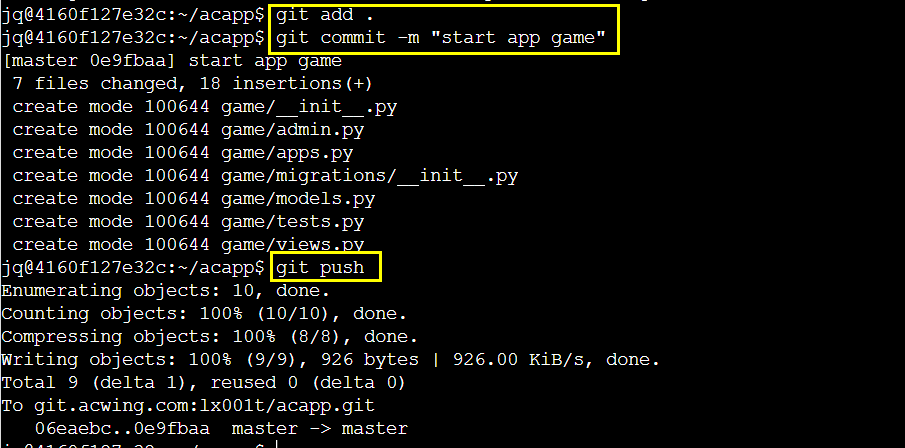 jq@4160f127e32c:~/acapp$ git add .
jq@4160f127e32c:~/acapp$ git commit -m "start app game"
[master 0e9fbaa] start app game
 7 files changed, 18 insertions(+)
 create mode 100644 game/__init__.py
 create mode 100644 game/admin.py
 create mode 100644 game/apps.py
 create mode 100644 game/migrations/__init__.py
 create mode 100644 game/models.py
 create mode 100644 game/tests.py
 create mode 100644 game/views.py
jq@4160f127e32c:~/acapp$ git push
Enumerating objects: 10, done.
Counting objects: 100% (10/10), done.
Compressing objects: 100% (8/8), done.
Writing objects: 100% (9/9), 926 bytes | 926.00 KiB/s, done.
Total 9 (delta 1), reused 0 (delta 0)
To git.acwing.com:lx001t/acapp.git
   06eaebc..0e9fbaa  master -> master
jq@4160f127e32c:~/acapp$